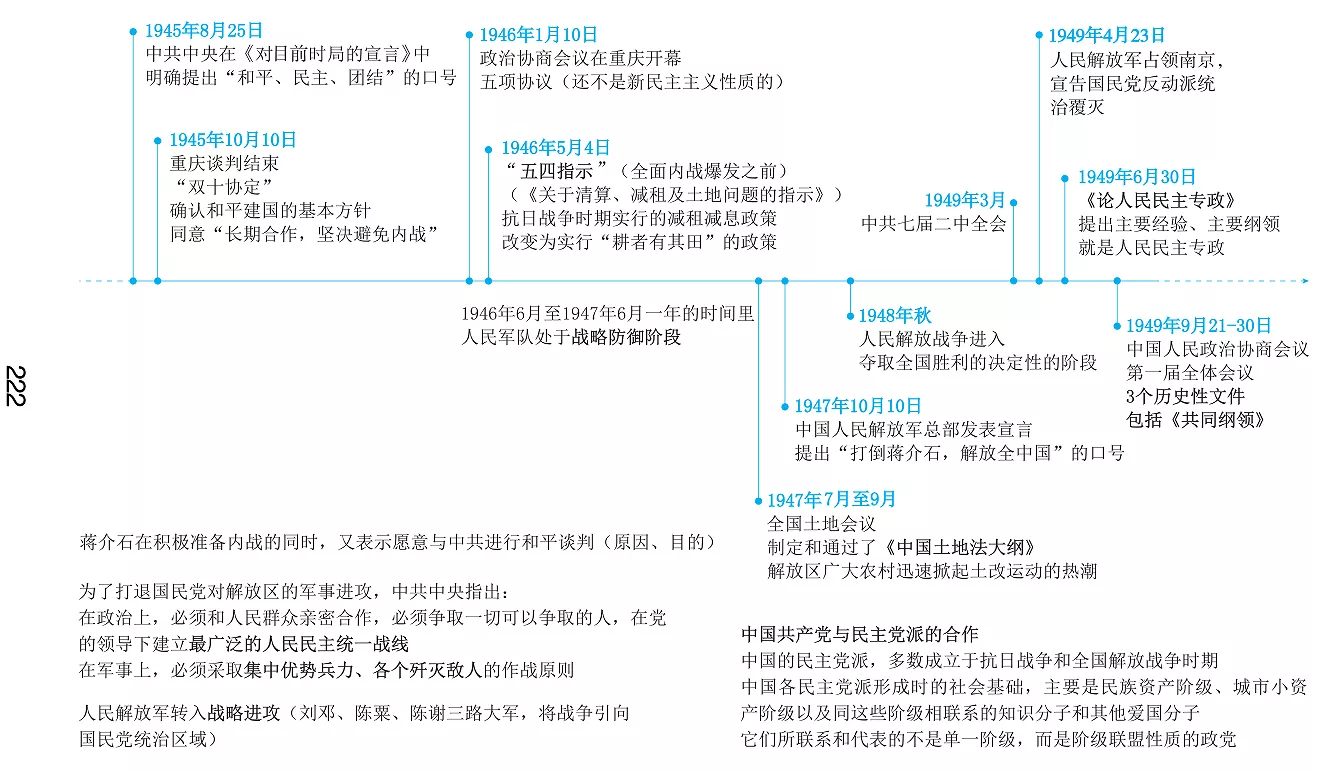 1945年8月25日
中共中央在《对目前时局的宣言》中
明确提出“和平、民主、团结”的口号
1945年10月10日
重庆谈判结束
“双十协定”
确认和平建国的基本方针
同意“长期合作，坚决避免内战”
1946年1月10日
政治协商会议在重庆开幕
五项协议（还不是新民主主义性质的）
1946年5月4日
“五四指示”（全面内战爆发之前）
（《关于清算、减租及土地问题的指示》）
抗日战争时期实行的减租减息政策
改变为实行“耕者有其田”的政策
1949年3月
中共七届二中全会
1949年4月23日
人民解放军占领南京，
宣告国民党反动派统
治覆灭
1949年6月30日
《论人民民主专政》
提出主要经验、主要纲领
就是人民民主专政
1946年6月至1947年6月一年的时间里
人民军队处于战略防御阶段
1948年秋
人民解放战争进入
夺取全国胜利的决定性的阶段
1949年9月21-30日
中国人民政治协商会议
第一届全体会议
3个历史性文件
包括《共同纲领》
1947年10月10日
中国人民解放军总部发表宣言
提出“打倒蒋介石，解放全中国”的口号
1947年7月至9月
全国土地会议
制定和通过了《中国土地法大纲》
解放区广大农村迅速掀起土改运动的热潮
222
蒋介石在积极准备内战的同时，又表示愿意与中共进行和平谈判（原因、目的）
为了打退国民党对解放区的军事进攻，中共中央指出：
在政治上，必须和人民群众亲密合作，必须争取一切可以争取的人，在党
的领导下建立最广泛的人民民主统一战线
在军事上，必须采取集中优势兵力、各个歼灭敌人的作战原则
人民解放军转入战略进攻（刘邓、陈粟、陈谢三路大军，将战争引向
国民党统治区域）
中国共产党与民主党派的合作
中国的民主党派，多数成立于抗日战争和全国解放战争时期
中国各民主党派形成时的社会基础，主要是民族资产阶级、城市小资
产阶级以及同这些阶级相联系的知识分子和其他爱国分子
它们所联系和代表的不是单一阶级，而是阶级联盟性质的政党